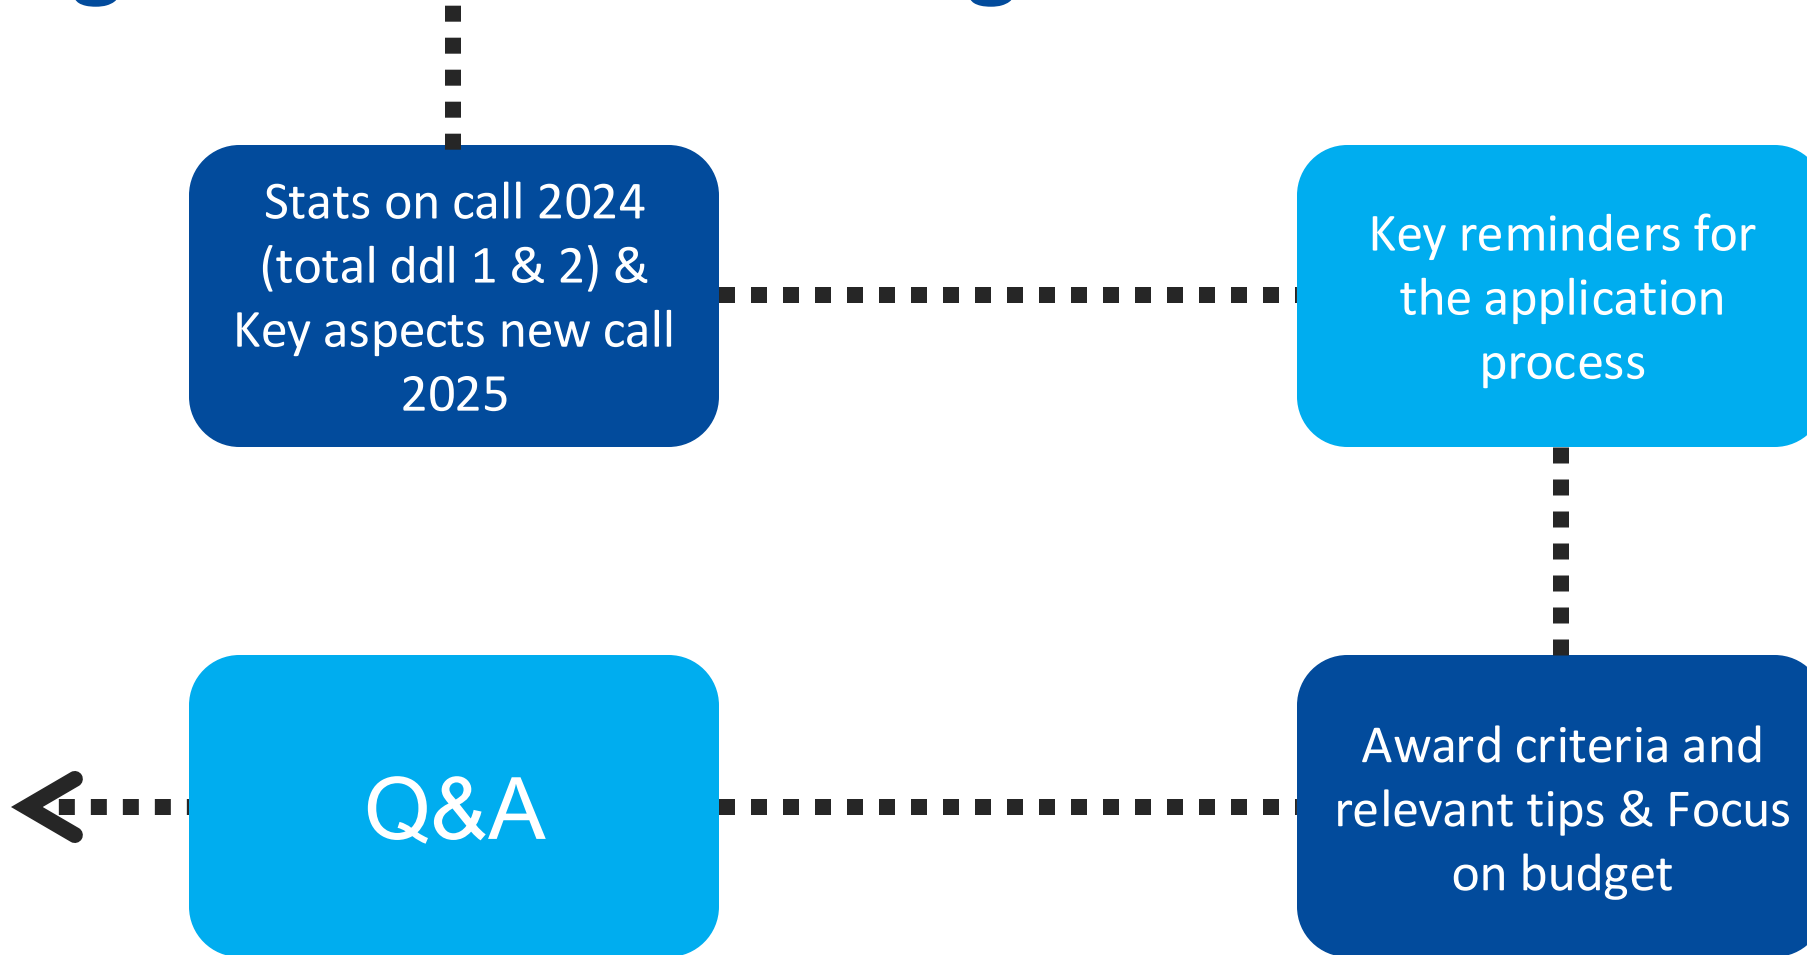 Stats on call 2024
(total ddl 1 & 2) &
Key aspects new call
2025
Key reminders for
the application
process
Award criteria and
relevant tips & Focus
on budget
Q&A